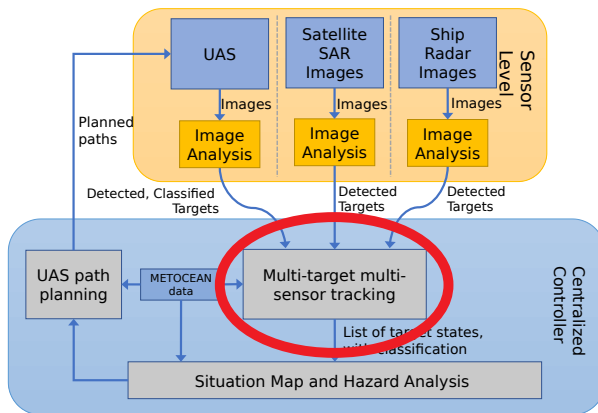 UAS
Satellite
SAR
Images
Ship
Radar
Images
Sensor
Level
Images
Images
Images
Planned
paths
Image
Analysis
Image
Analysis
Image
Analysis
Detected, Classified
Targets
Detected
Targets
Detected
Targets
UAS path
planning
METOCEAN
data
Multi-target multi-
sensor tracking
Centralized
Controller
List of target states,
with classification
Situation Map and Hazard Analysis